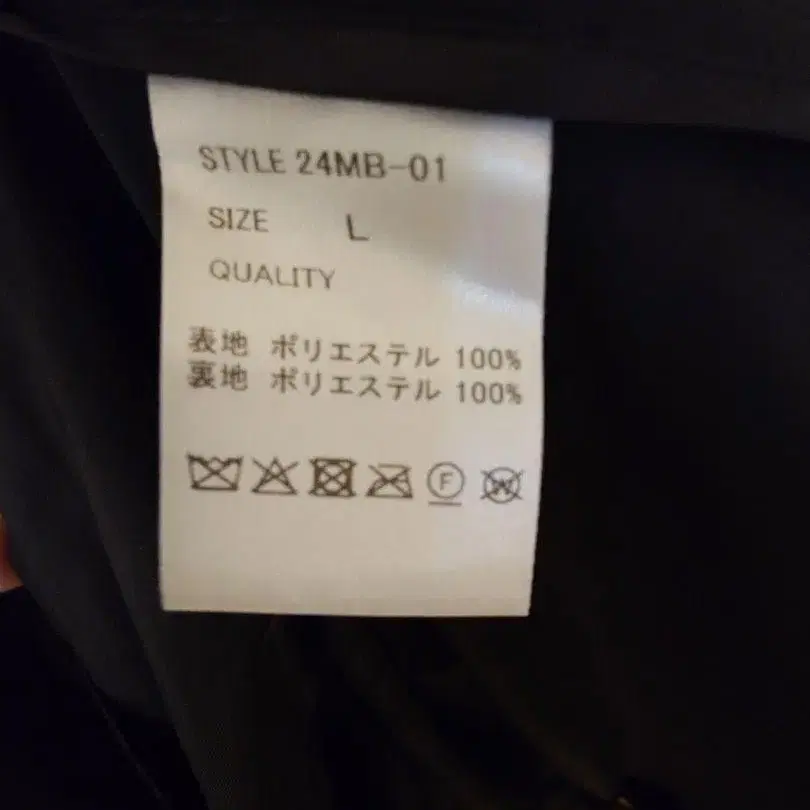 STYLE 24MB-01
SIZE L
QUALITY
表地 ポリエステル 100%
裏地 ポリエステル 100%
F W